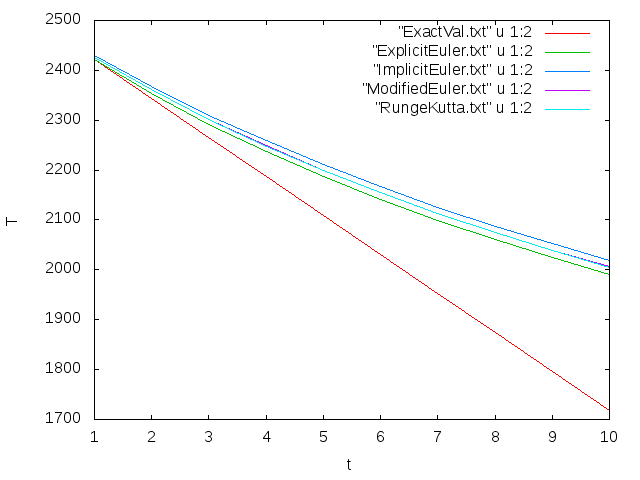 2500
2400
2300
2200
2100
2000
1900
1800
1700
T
"ExactVal.txt" u 1:2
"ExplicitEuler.txt" u 1:2
"ImplicitEuler.txt" u 1:2
"ModifiedEuler.txt" u 1:2
"RungeKutta.txt" u 1:2
1 2 3 4 5 6 7 8 9 10
t